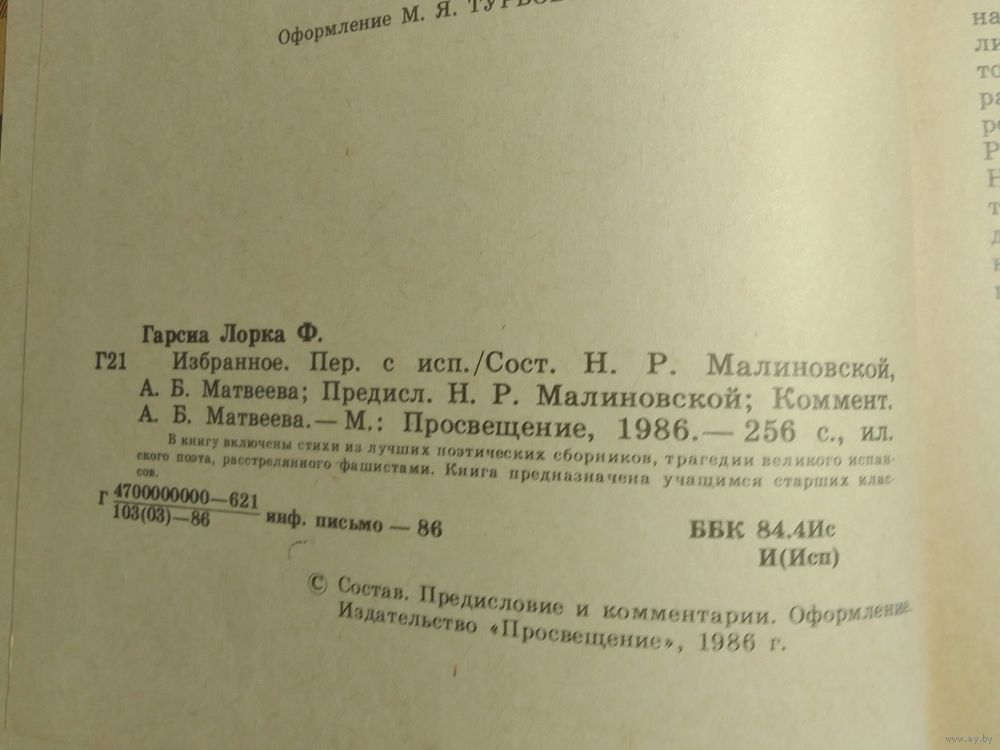 Оформление М. Я.
Гарсиа Лорка Ф.
Г21 Избранное. Пер. с исп./Сост. Н. Р. Малиновской,
А. Б. Матвеева; Предисл. Н. Р. Малиновской; Коммент.
А. Б. Матвеева.— М.: Просвещение, 1986.— 256 с., ил.
В книгу включены стихи из лучших поэтических сборников, трагедии великого испан-
ского поэта, расстрелянного фашистами. Книга предназначена учащимся старших клас-
сов.
Г 4700000000—621
103(03)—86 инф. письмо — 86
ББК 84.4Ис
И(Исп)
© Состав. Предисловие и комментарии. Оформление.
Издательство «Просвещение», 1986 г.
www.ay.by